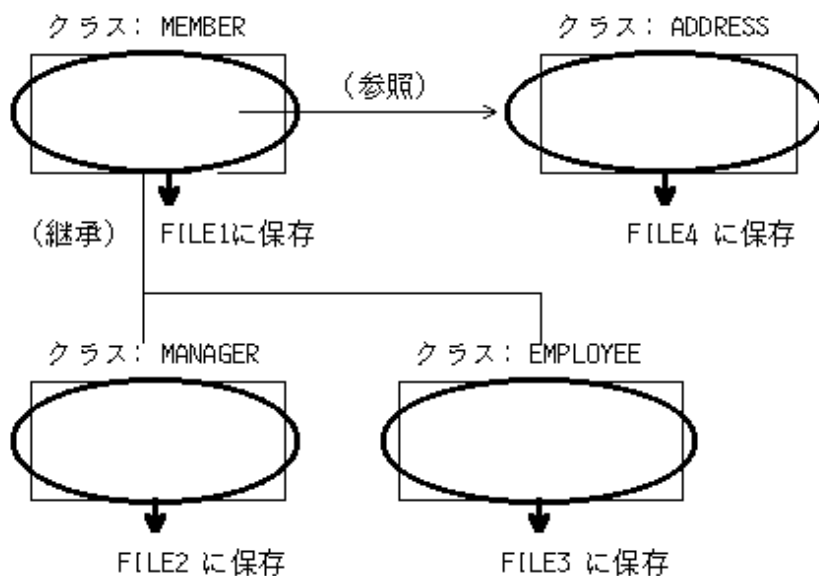 クラス: MEMBER
クラス: ADDRESS
(参照)
(継承)
FILE1に保存
FILE4 に保存
クラス: MANAGER
クラス: EMPLOYEE
FILE2 に保存
FILE3 に保存